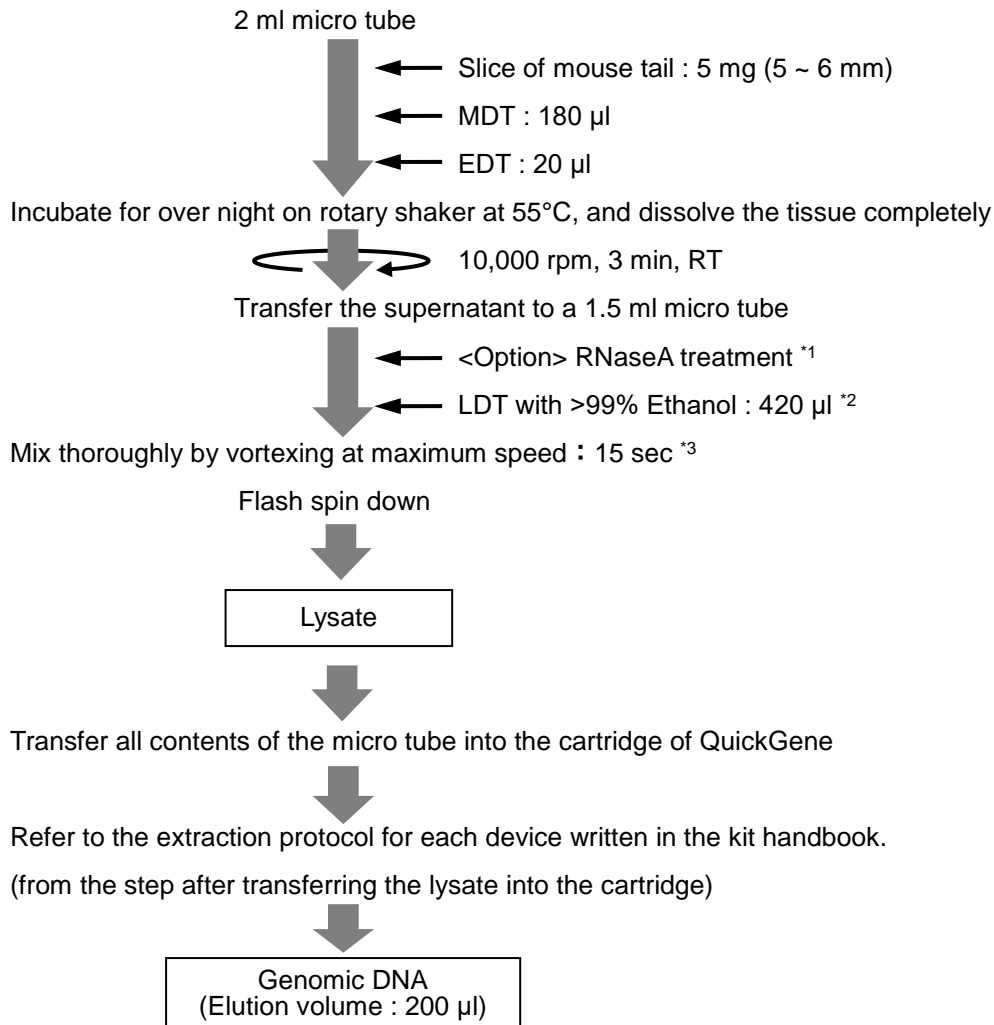 2 ml micro tube
Slice of mouse tail : 5 mg (5 ~ 6 mm)
MDT : 180 µl
EDT : 20 µl
Incubate for over night on rotary shaker at 55°C, and dissolve the tissue completely
10,000 rpm, 3 min, RT
Transfer the supernatant to a 1.5 ml micro tube
<Option> RNaseA treatment *1
LDT with >99% Ethanol : 420 µl *2
Mix thoroughly by vortexing at maximum speed：15 sec *3
Flash spin down
Lysate
Transfer all contents of the micro tube into the cartridge of QuickGene
Refer to the extraction protocol for each device written in the kit handbook.
(from the step after transferring the lysate into the cartridge)
Genomic DNA
(Elution volume : 200 µl)